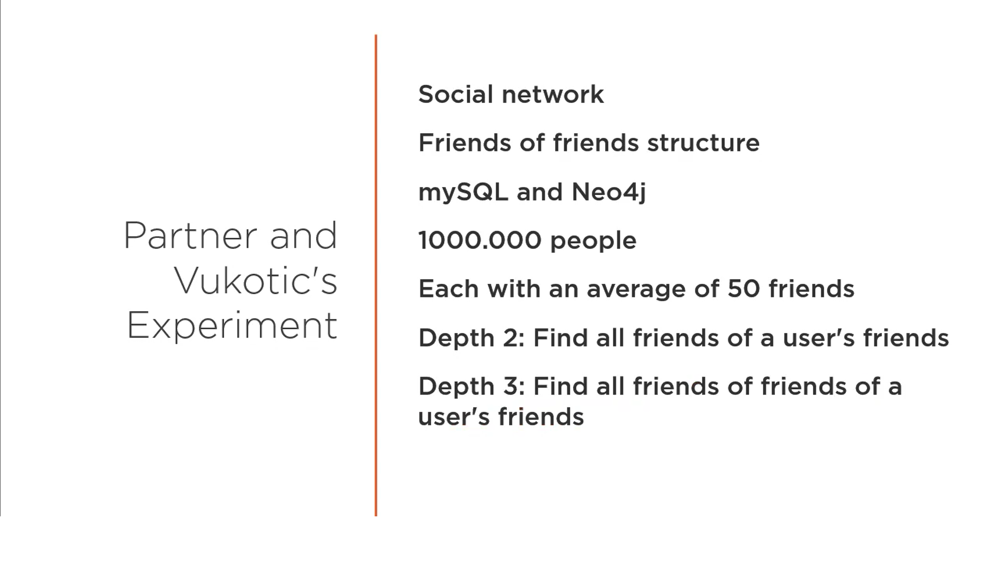 Partner and
Vukotic's
Experiment
Social network
Friends of friends structure
mySQL and Neo4j
1000.000 people
Each with an average of 50 friends
Depth 2: Find all friends of a user's friends
Depth 3: Find all friends of friends of a
user's friends